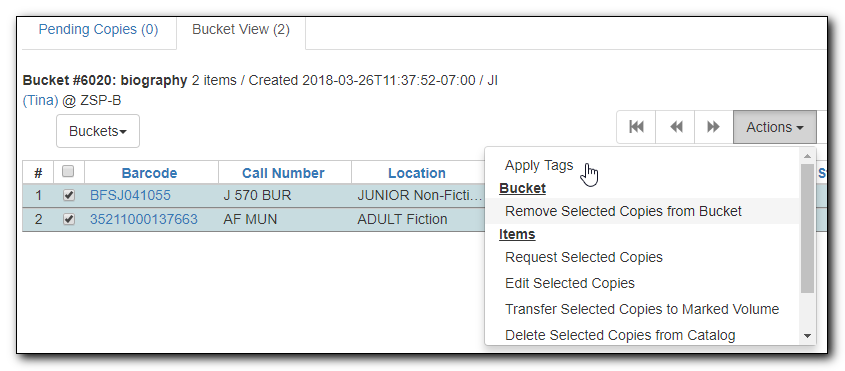 Pending Copies (0) Bucket View (2)
Bucket #6020: biography 2 items / Created 2018-03-26T11:37:52-07:00 / JI
(Tina) @ ZSP-B
Buckets
Actions
# Barcode Call Number Location
1 BFSJ041055 J 570 BUR JUNIOR Non-Ficti...
2 35211000137663 AF MUN ADULT Fiction
Apply Tags
Bucket
Remove Selected Copies from Bucket
Items
Request Selected Copies
Edit Selected Copies
Transfer Selected Copies to Marked Volume
Delete Selected Copies from Catalog